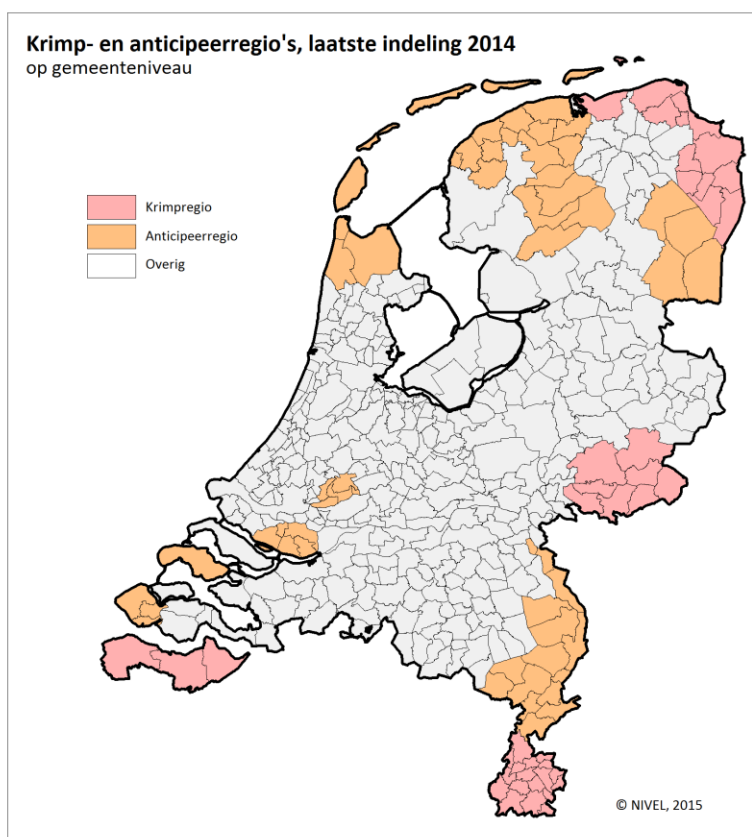 Krimp- en anticipeerregio's, laatste indeling 2014
op gemeenteniveau
Krimpregio
Anticipeerregio
Overig
© NIVEL, 2015